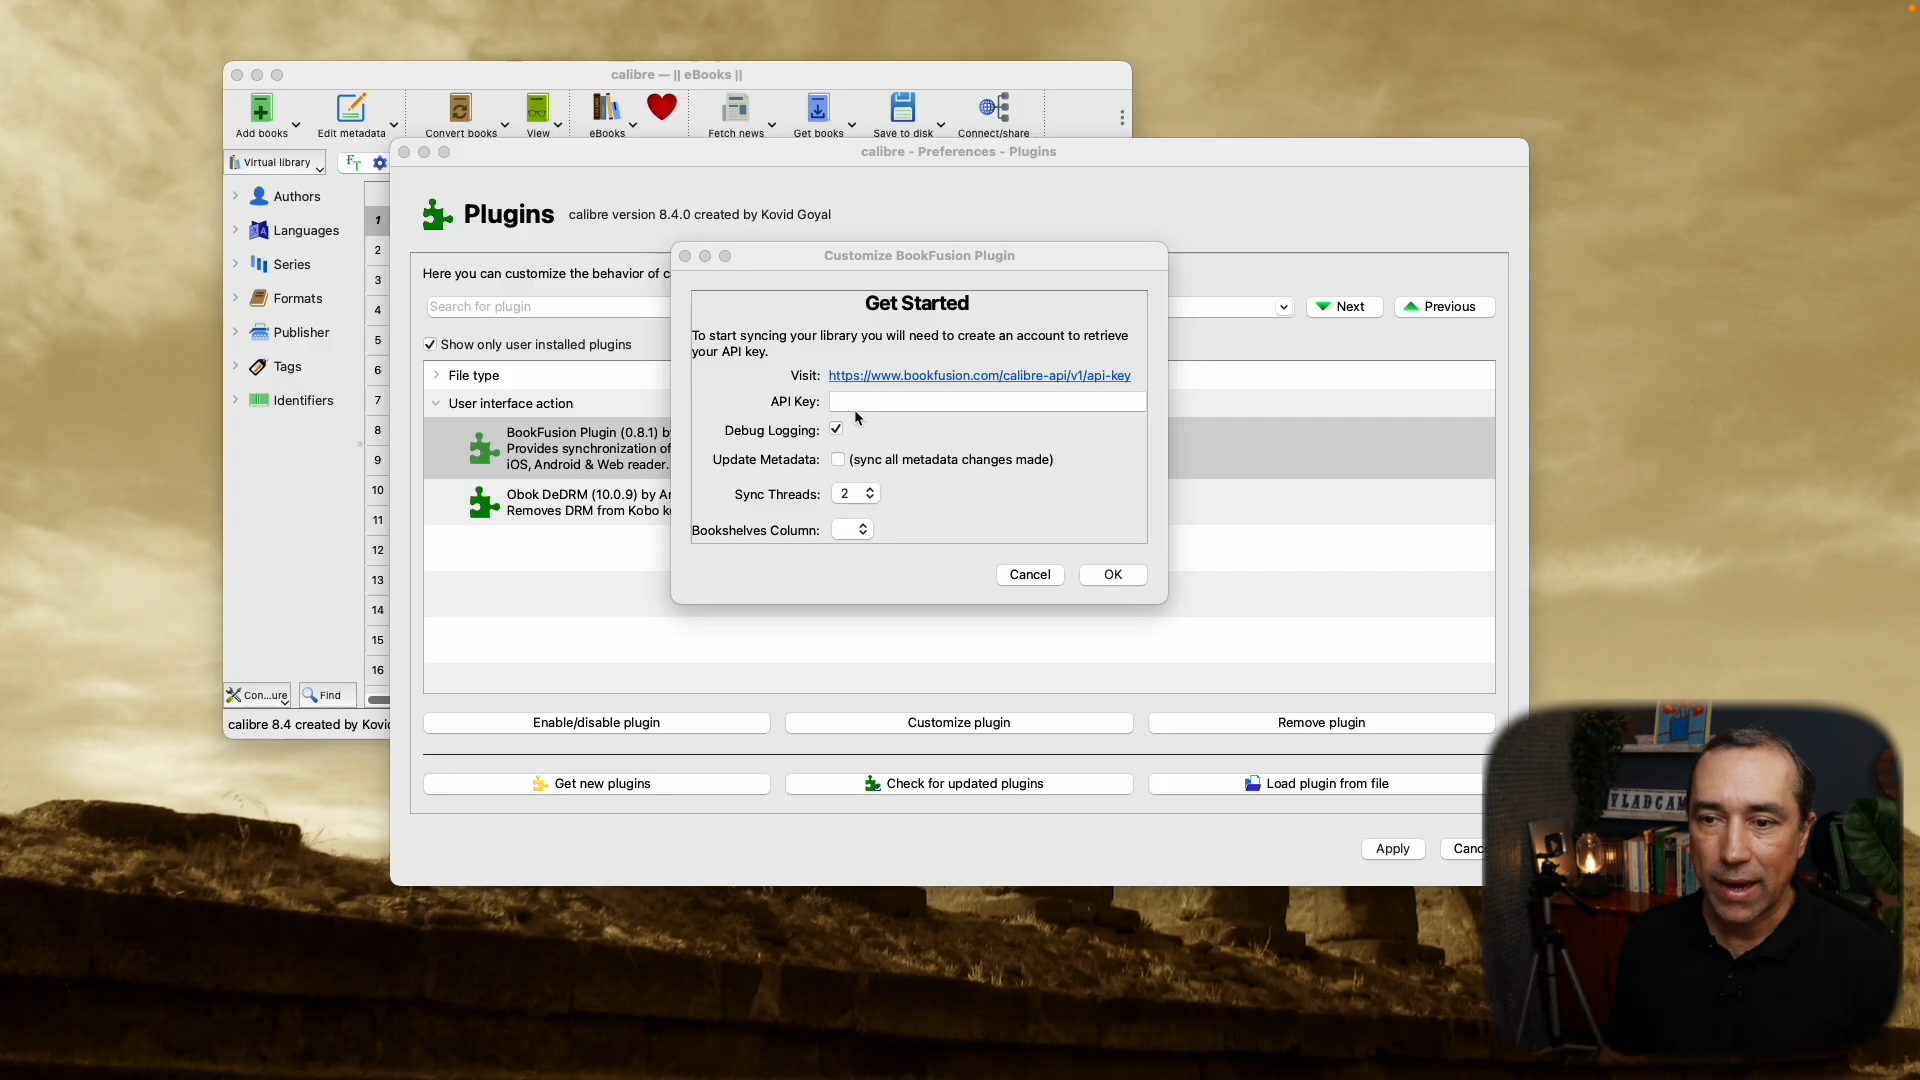 calibre — || eBooks ||
Add books
Edit metadata
Convert books
View
eBooks
Fetch news
Get books
Save to disk
Connect/share
Virtual library
FT
calibre - Preferences - Plugins
Authors
Languages
Series
Formats
Publisher
Tags
Identifiers
1
2
3
4
5
6
7
8
9
10
11
12
13
14
15
16
Con...ure
Find
calibre 8.4 created by Kovid
Plugins
calibre version 8.4.0 created by Kovid Goyal
Here you can customize the behavior of c
Search for plugin
Next
Previous
Show only user installed plugins
File type
User interface action
BookFusion Plugin (0.8.1) b
Provides synchronization of
iOS, Android & Web reader.
Obok DeDRM (10.0.9) by A
Removes DRM from Kobo k
Customize BookFusion Plugin
Get Started
To start syncing your library you will need to create an account to retrieve
your API key.
Visit: https://www.bookfusion.com/calibre-api/v1/api-key
API Key:
Debug Logging:
Update Metadata: (sync all metadata changes made)
Sync Threads: 2
Bookshelves Column:
Cancel
OK
Enable/disable plugin
Customize plugin
Remove plugin
Get new plugins
Check for updated plugins
Load plugin from file
Apply
Canc
VLADCAM